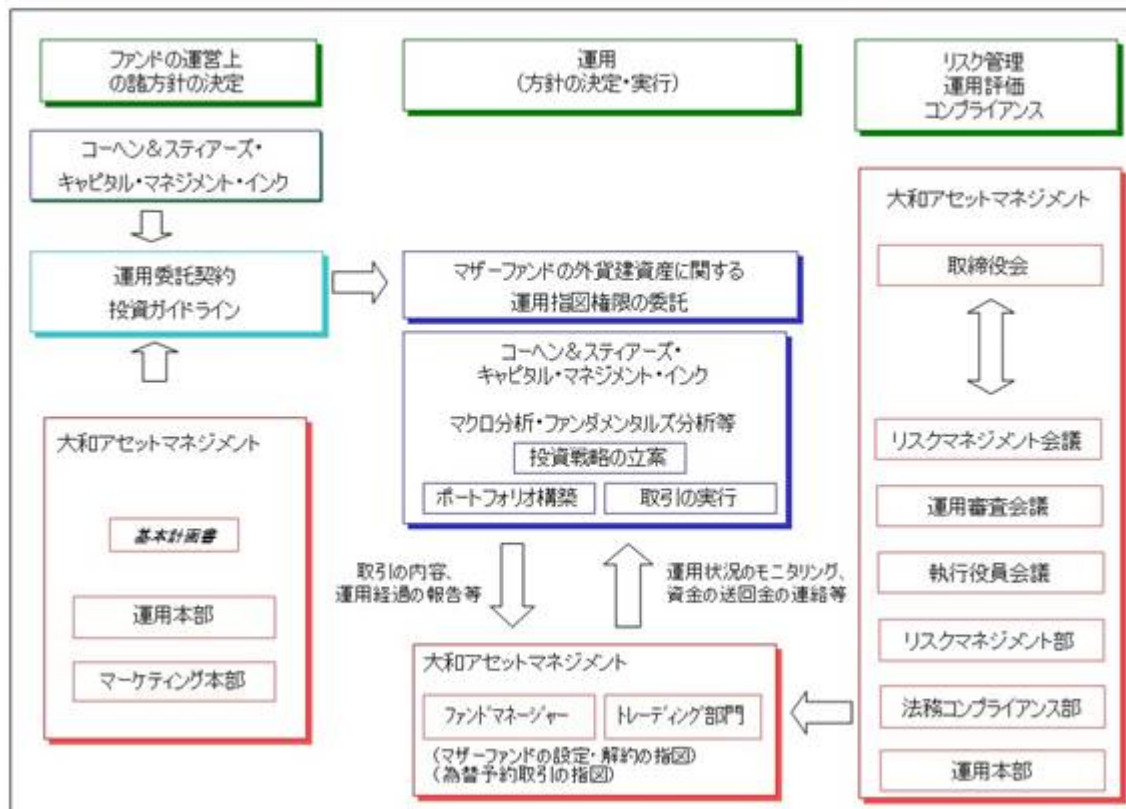 ファンドの運営上
の諸方針の決定
運用
(方針の決定・実行)
リスク管理
運用評価
コンプライアンス
コーヘン＆スティアーズ・
キャピタル・マネジメント・インク
運用委託契約
投資ガイドライン
マザーファンドの外貨建資産に関する
運用指図権限の委託
コーヘン＆スティアーズ・
キャピタル・マネジメント・インク
マクロ分析・ファンダメンタルズ分析等
投資戦略の立案
ポートフォリオ構築
取引の実行
大和アセットマネジメント
基本計画書
運用本部
マーケティング本部
取引の内容、
運用経過の報告等
運用状況のモニタリング、
資金の送回金の連絡等
大和アセットマネジメント
ファンドマネージャー
トレーディング部門
(マザーファンドの設定・解約の指図)
(為替予約取引の指図)
大和アセットマネジメント
取締役会
リスクマネジメント会議
運用審査会議
執行役員会議
リスクマネジメント部
法務コンプライアンス部
運用本部